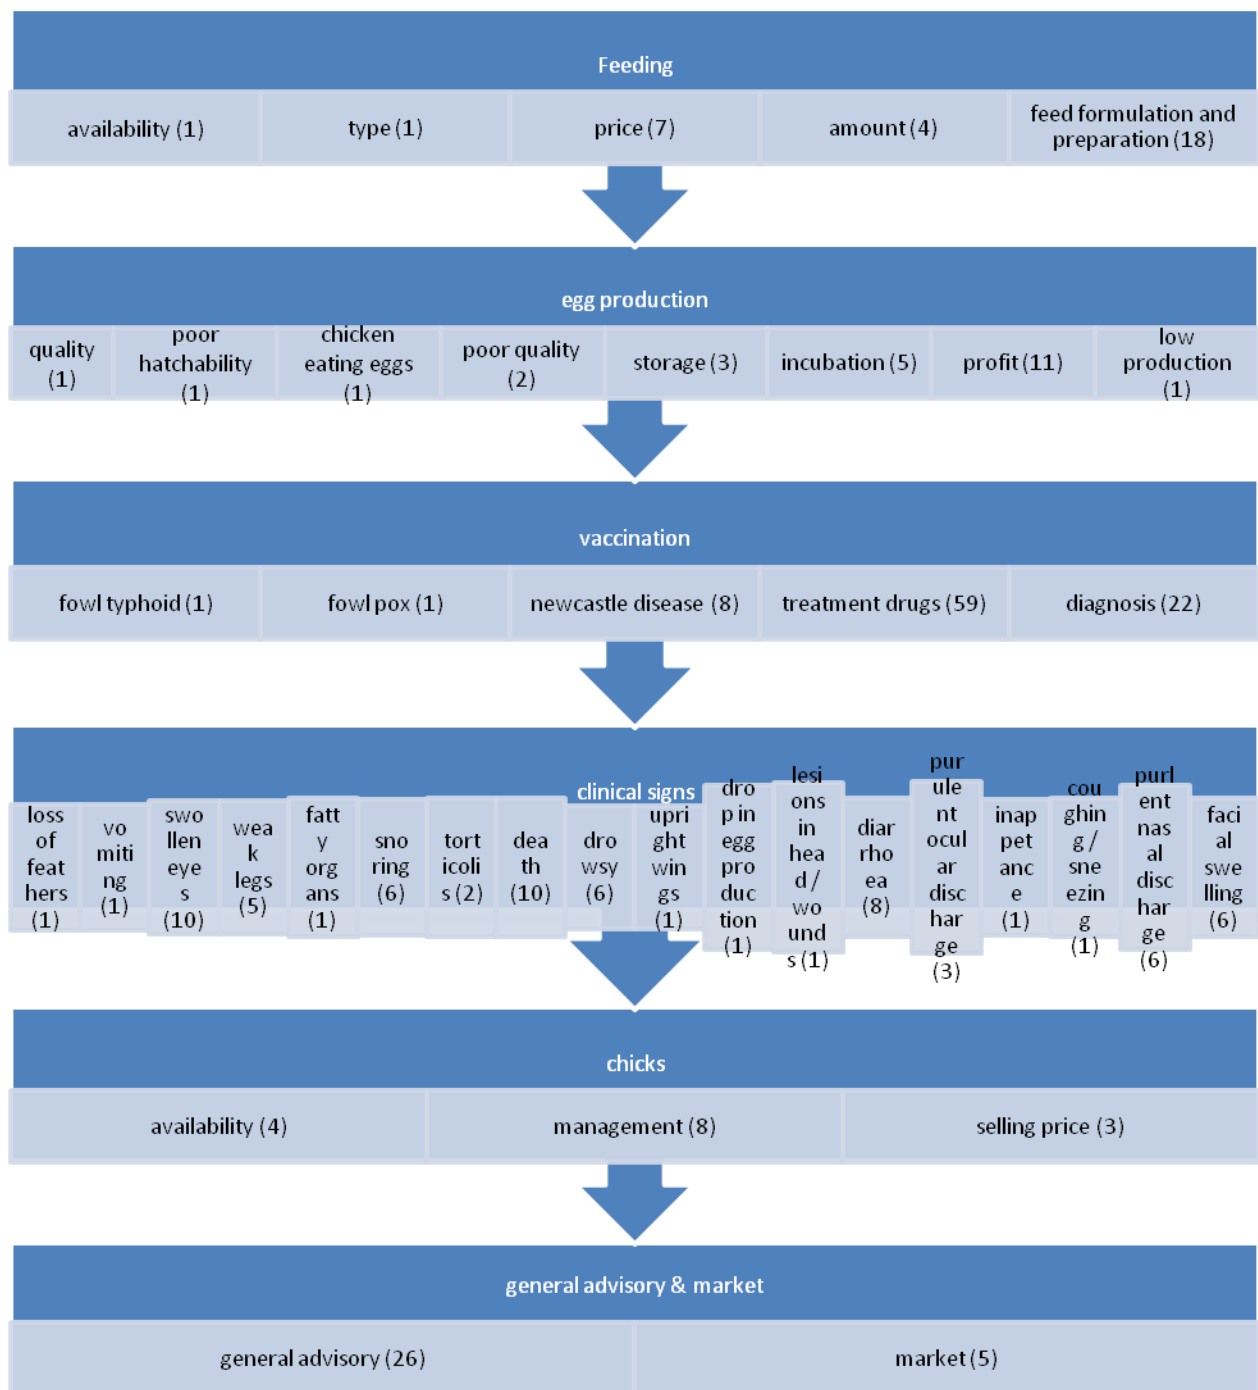 Feeding
availability (1)
type (1)
price (7)
amount (4)
feed formulation and
preparation (18)
egg production
quality
(1)
poor
hatchability
(1)
chicken
eating eggs
(1)
poor quality
(2)
storage (3)
incubation (5)
profit (11)
low
production
(1)
vaccination
fowl typhoid (1)
fowl pox (1)
newcastle disease (8)
treatment drugs (59)
diagnosis (22)
clinical signs
loss
of
feat
hers
(1)
vo
miti
ng
(1)
swo
llen
eye
s
(10)
wea
k
legs
(5)
fatt
y
org
ans
(1)
sno
ring
(6)
tort
icoli
s (2)
dea
th
(10)
dro
wsy
(6)
upri
ght
win
gs
(1)
dro
p in
egg
pro
duc
tion
(1)
lesi
ons
in
hea
d /
wo
und
s (1)
diar
rho
ea
(8)
pur
ule
nt
ocul
ar
disc
har
ge
(3)
inap
pet
anc
e
(1)
cou
ghin
g /
sne
ezin
g
(1)
purl
ent
nas
al
disc
har
ge
(6)
faci
al
swe
lling
(6)
chicks
availability (4)
management (8)
selling price (3)
general advisory & market
general advisory (26)
market (5)